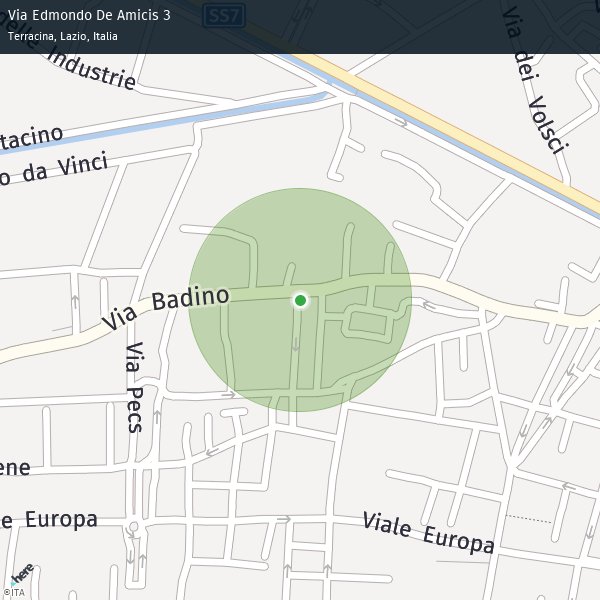 Via Edmondo De Amicis 3
Terracina, Lazio, Italia
SS7
elle Industrie
Via dei Volsci
tacino
o da Vinci
Via Badino
Via Pecs
ene
e Europa
Viale Europa
here
©ITA